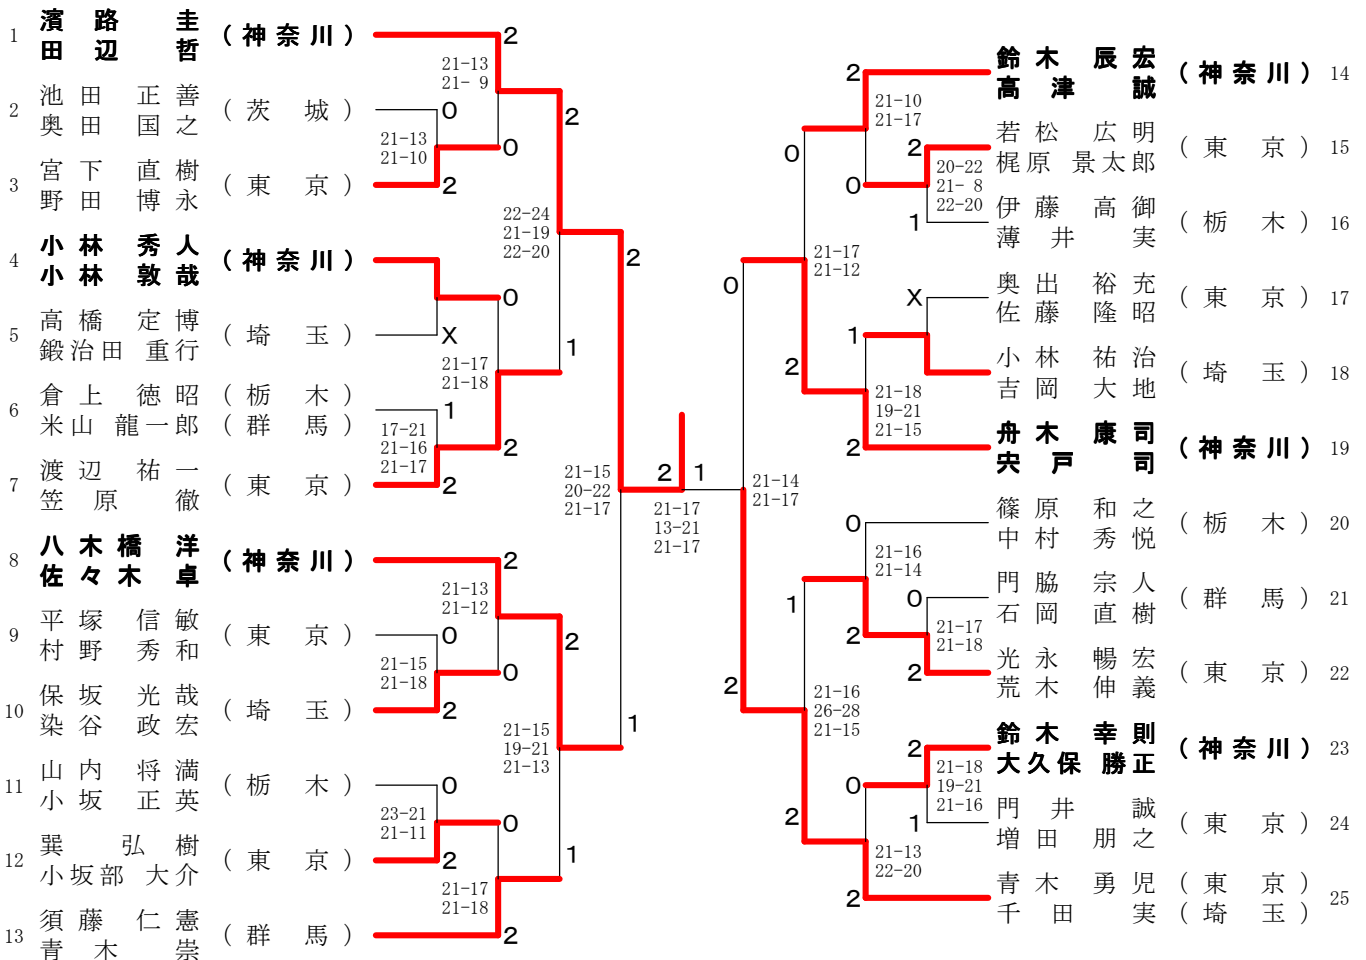 1 濱路 圭 (神奈川)
田辺 哲
2
21-13
21- 9
2 池田 正善 (茨城)
奥田 国之
0
21-13
21-10
0
2
3 宮下 直樹 (東京)
野田 博永
2
22-24
21-19
22-20
4 小林 秀人 (神奈川)
小林 敦哉
2
0
5 高橋 定博 (埼玉)
鍛治田 重行
X
1
21-17
21-18
6 倉上 徳昭 (栃木)
米山 龍一郎 (群馬)
1
17-21
21-16
21-17
2
7 渡辺 祐一 (東京)
笠原 徹
2
21-15
20-22
21-17
8 八木橋 洋 (神奈川)
佐々木 卓
2
21-13
21-12
9 平塚 信敏 (東京)
村野 秀和
0
2
21-15
21-18
0
10 保坂 光哉 (埼玉)
染谷 政宏
2
1
21-15
19-21
21-13
11 山内 将満 (栃木)
小坂 正英
0
23-21
21-11
0
12 巽 弘樹 (東京)
小坂部 大介
2
1
21-17
21-18
13 須藤 仁憲 (群馬)
青木 崇
2
2 1
21-17
13-21
21-17
2
鈴木 辰宏 (神奈川) 14
高津 誠
21-10
21-17
0
2
若松 広明 (東京) 15
梶原 景太郎
20-22
21- 8
22-20
0
1
伊藤 高御 (栃木) 16
薄井 実
21-17
21-12
0
X
奥出 裕充 (東京) 17
佐藤 隆昭
1
小林 祐治 (埼玉) 18
吉岡 大地
2
21-18
19-21
21-15
2
舟木 康司 (神奈川) 19
宍戸 司
21-14
21-17
0
篠原 和之 (栃木) 20
中村 秀悦
21-16
21-14
1
0
門脇 宗人 (群馬) 21
石岡 直樹
21-17
21-18
2
2
光永 暢宏 (東京) 22
荒木 伸義
2
21-16
26-28
21-15
2
鈴木 幸則 (神奈川) 23
大久保 勝正
21-18
19-21
21-16
0
1
門井 誠 (東京) 24
増田 朋之
2
21-13
22-20
2
青木 勇児 (東京) 25
千田 実 (埼玉)